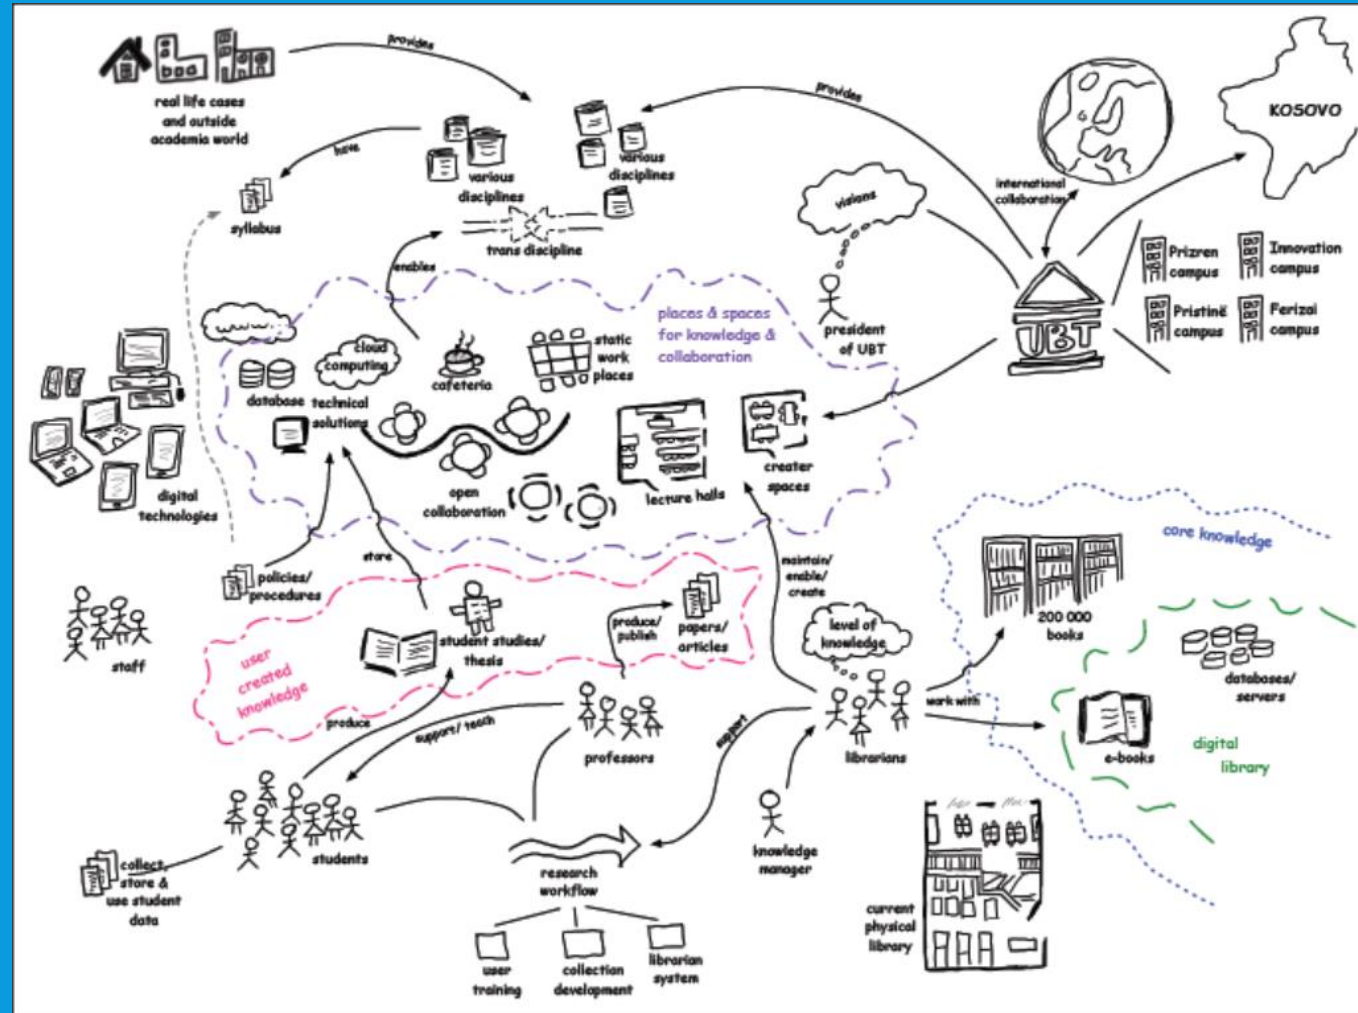 provides
real life cases
and outside
academia world
have
various
disciplines
various
disciplines
syllabus
trans discipline
enables
provides
visions
president
of UBT
international
collaboration
KOSOVO
UBT
Prizren
campus
Innovation
campus
Pristinë
campus
Ferizai
campus
places & spaces
for knowledge &
collaboration
cloud
computing
database
technical
solutions
cafeteria
static
work
places
open
collaboration
lecture halls
creater
spaces
digital
technologies
policies/
procedures
store
staff
user
created
knowledge
student studies/
thesis
produce/
publish
papers/
articles
maintain/
enable/
create
level of
knowledge
core knowledge
200 000
books
databases/
servers
e-books
digital
library
work with
librarians
support
professors
produce
support/ teach
students
collect,
store &
use student
data
research
workflow
user
training
collection
development
librarian
system
knowledge
manager
current
physical
library